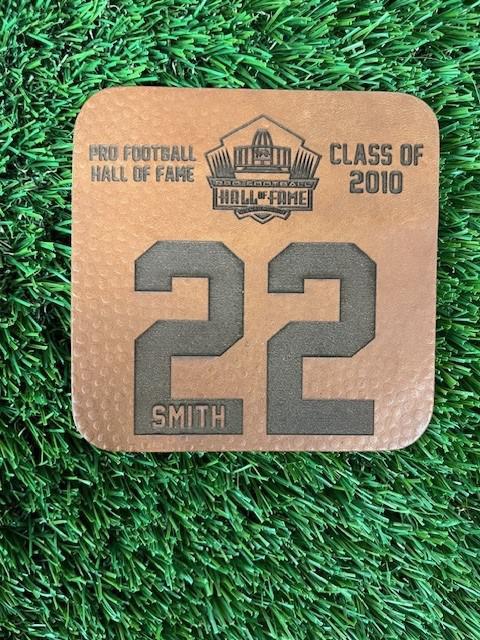 PRO FOOTBALL
HALL OF FAME
PRO FOOTBALL
HALL OF FAME
CLASS OF
2010
22
SMITH